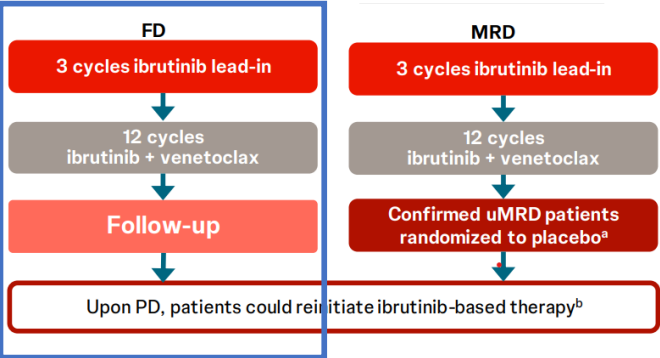 FD
3 cycles ibrutinib lead-in
12 cycles
ibrutinib + venetoclax
Follow-up
MRD
3 cycles ibrutinib lead-in
12 cycles
ibrutinib + venetoclax
Confirmed uMRD patients
randomized to placeboᵃ
Upon PD, patients could reinitiate ibrutinib-based therapyᵇ